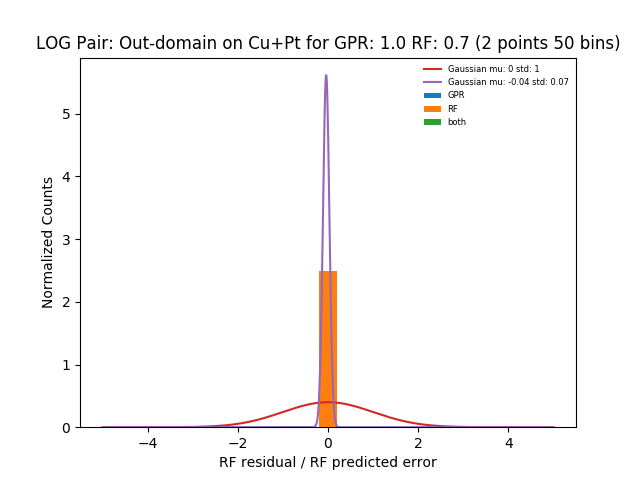 LOG Pair: Out-domain on Cu+Pt for GPR: 1.0 RF: 0.7 (2 points 50 bins)
Gaussian mu: 0 std: 1
Gaussian mu: -0.04 std: 0.07
GPR
RF
both
Normalized Counts
5
4
3
2
1
0
−4 −2 0 2 4
RF residual / RF predicted error